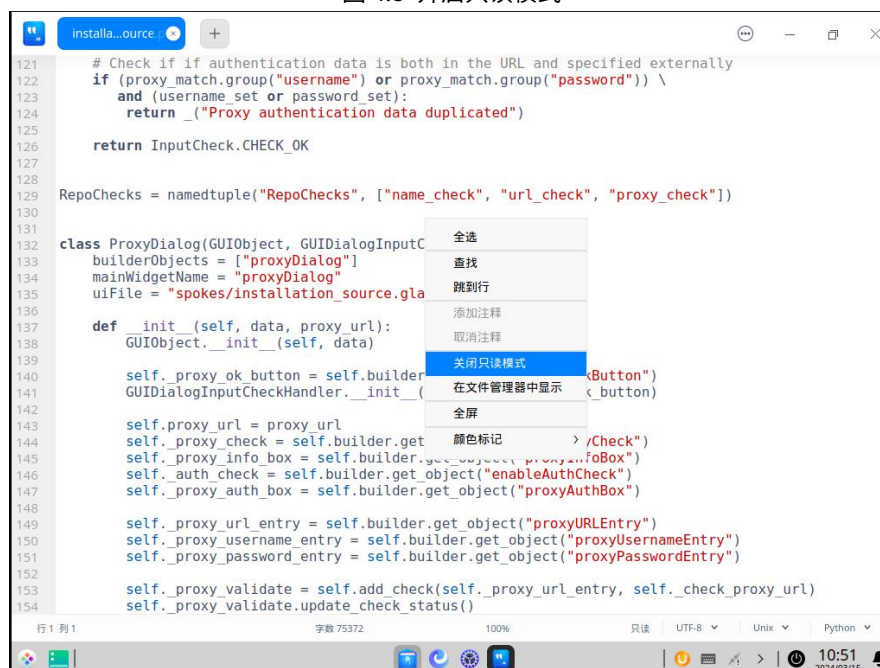 installa...ource.p
121 # Check if if authentication data is both in the URL and specified externally
122 if (proxy_match.group("username") or proxy_match.group("password")) \
123 and (username_set or password_set):
124 return _("Proxy authentication data duplicated")
125
126 return InputCheck.CHECK_OK
127
128
129 RepoChecks = namedtuple("RepoChecks", ["name_check", "url_check", "proxy_check"])
130
131
132 class ProxyDialog(GUIObject, GUIDialogInputC
133 builderObjects = ["proxyDialog"]
134 mainWidgetName = "proxyDialog"
135 uiFile = "spokes/installation_source.gla
136
137 def __init__(self, data, proxy_url):
138 GUIObject.__init__(self, data)
139
140 self._proxy_ok_button = self.builder kButton")
141 GUIDialogInputCheckHandler.__init__( k_button)
142
143 self.proxy_url = proxy_url
144 self._proxy_check = self.builder.get yCheck")
145 self._proxy_info_box = self.builder.get_object("proxyInfoBox")
146 self._auth_check = self.builder.get_object("enableAuthCheck")
147 self._proxy_auth_box = self.builder.get_object("proxyAuthBox")
148
149 self._proxy_url_entry = self.builder.get_object("proxyURLEntry")
150 self._proxy_username_entry = self.builder.get_object("proxyUsernameEntry")
151 self._proxy_password_entry = self.builder.get_object("proxyPasswordEntry")
152
153 self._proxy_validate = self.add_check(self._proxy_url_entry, self._check_proxy_url)
154 self._proxy_validate.update_check_status()
全选
查找
跳到行
添加注释
取消注释
关闭只读模式
在文件管理器中显示
全屏
颜色标记
行 1 列 1 字数 75372 100% 只读 UTF-8 Unix Python
10:51